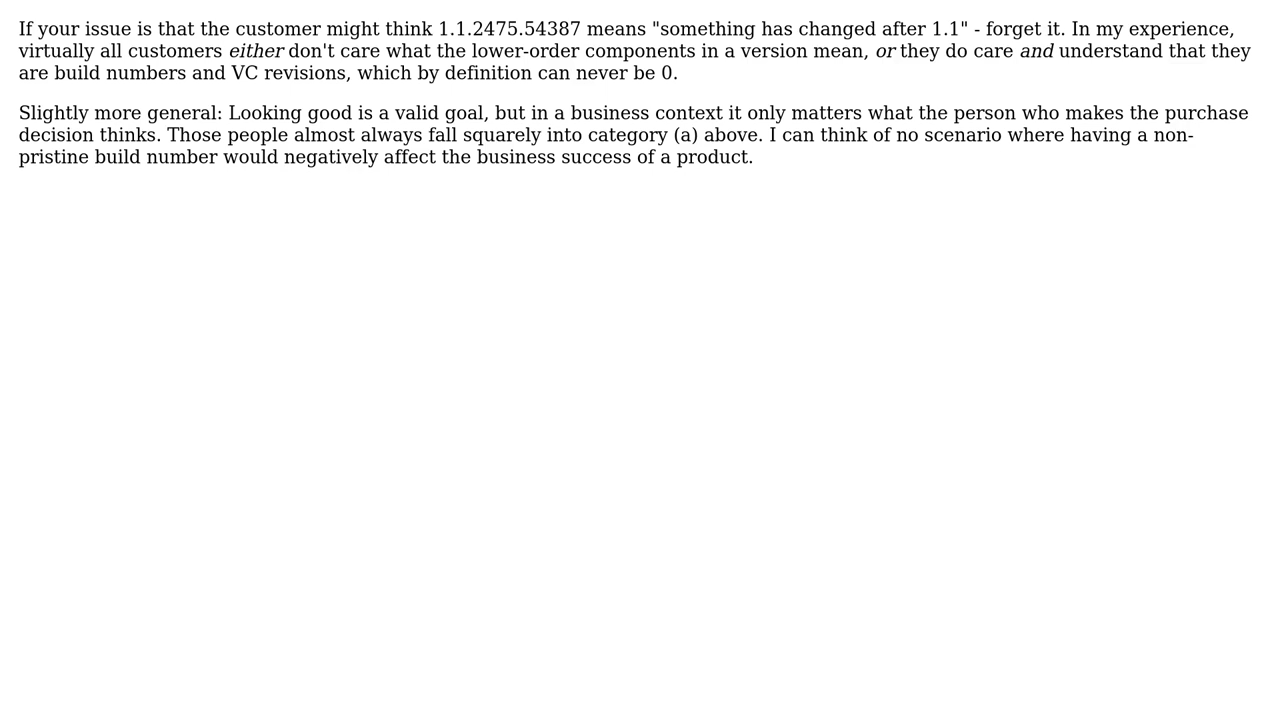 If your issue is that the customer might think 1.1.2475.54387 means "something has changed after 1.1" - forget it. In my experience,
virtually all customers either don't care what the lower-order components in a version mean, or they do care and understand that they
are build numbers and VC revisions, which by definition can never be 0.
Slightly more general: Looking good is a valid goal, but in a business context it only matters what the person who makes the purchase
decision thinks. Those people almost always fall squarely into category (a) above. I can think of no scenario where having a non-
pristine build number would negatively affect the business success of a product.